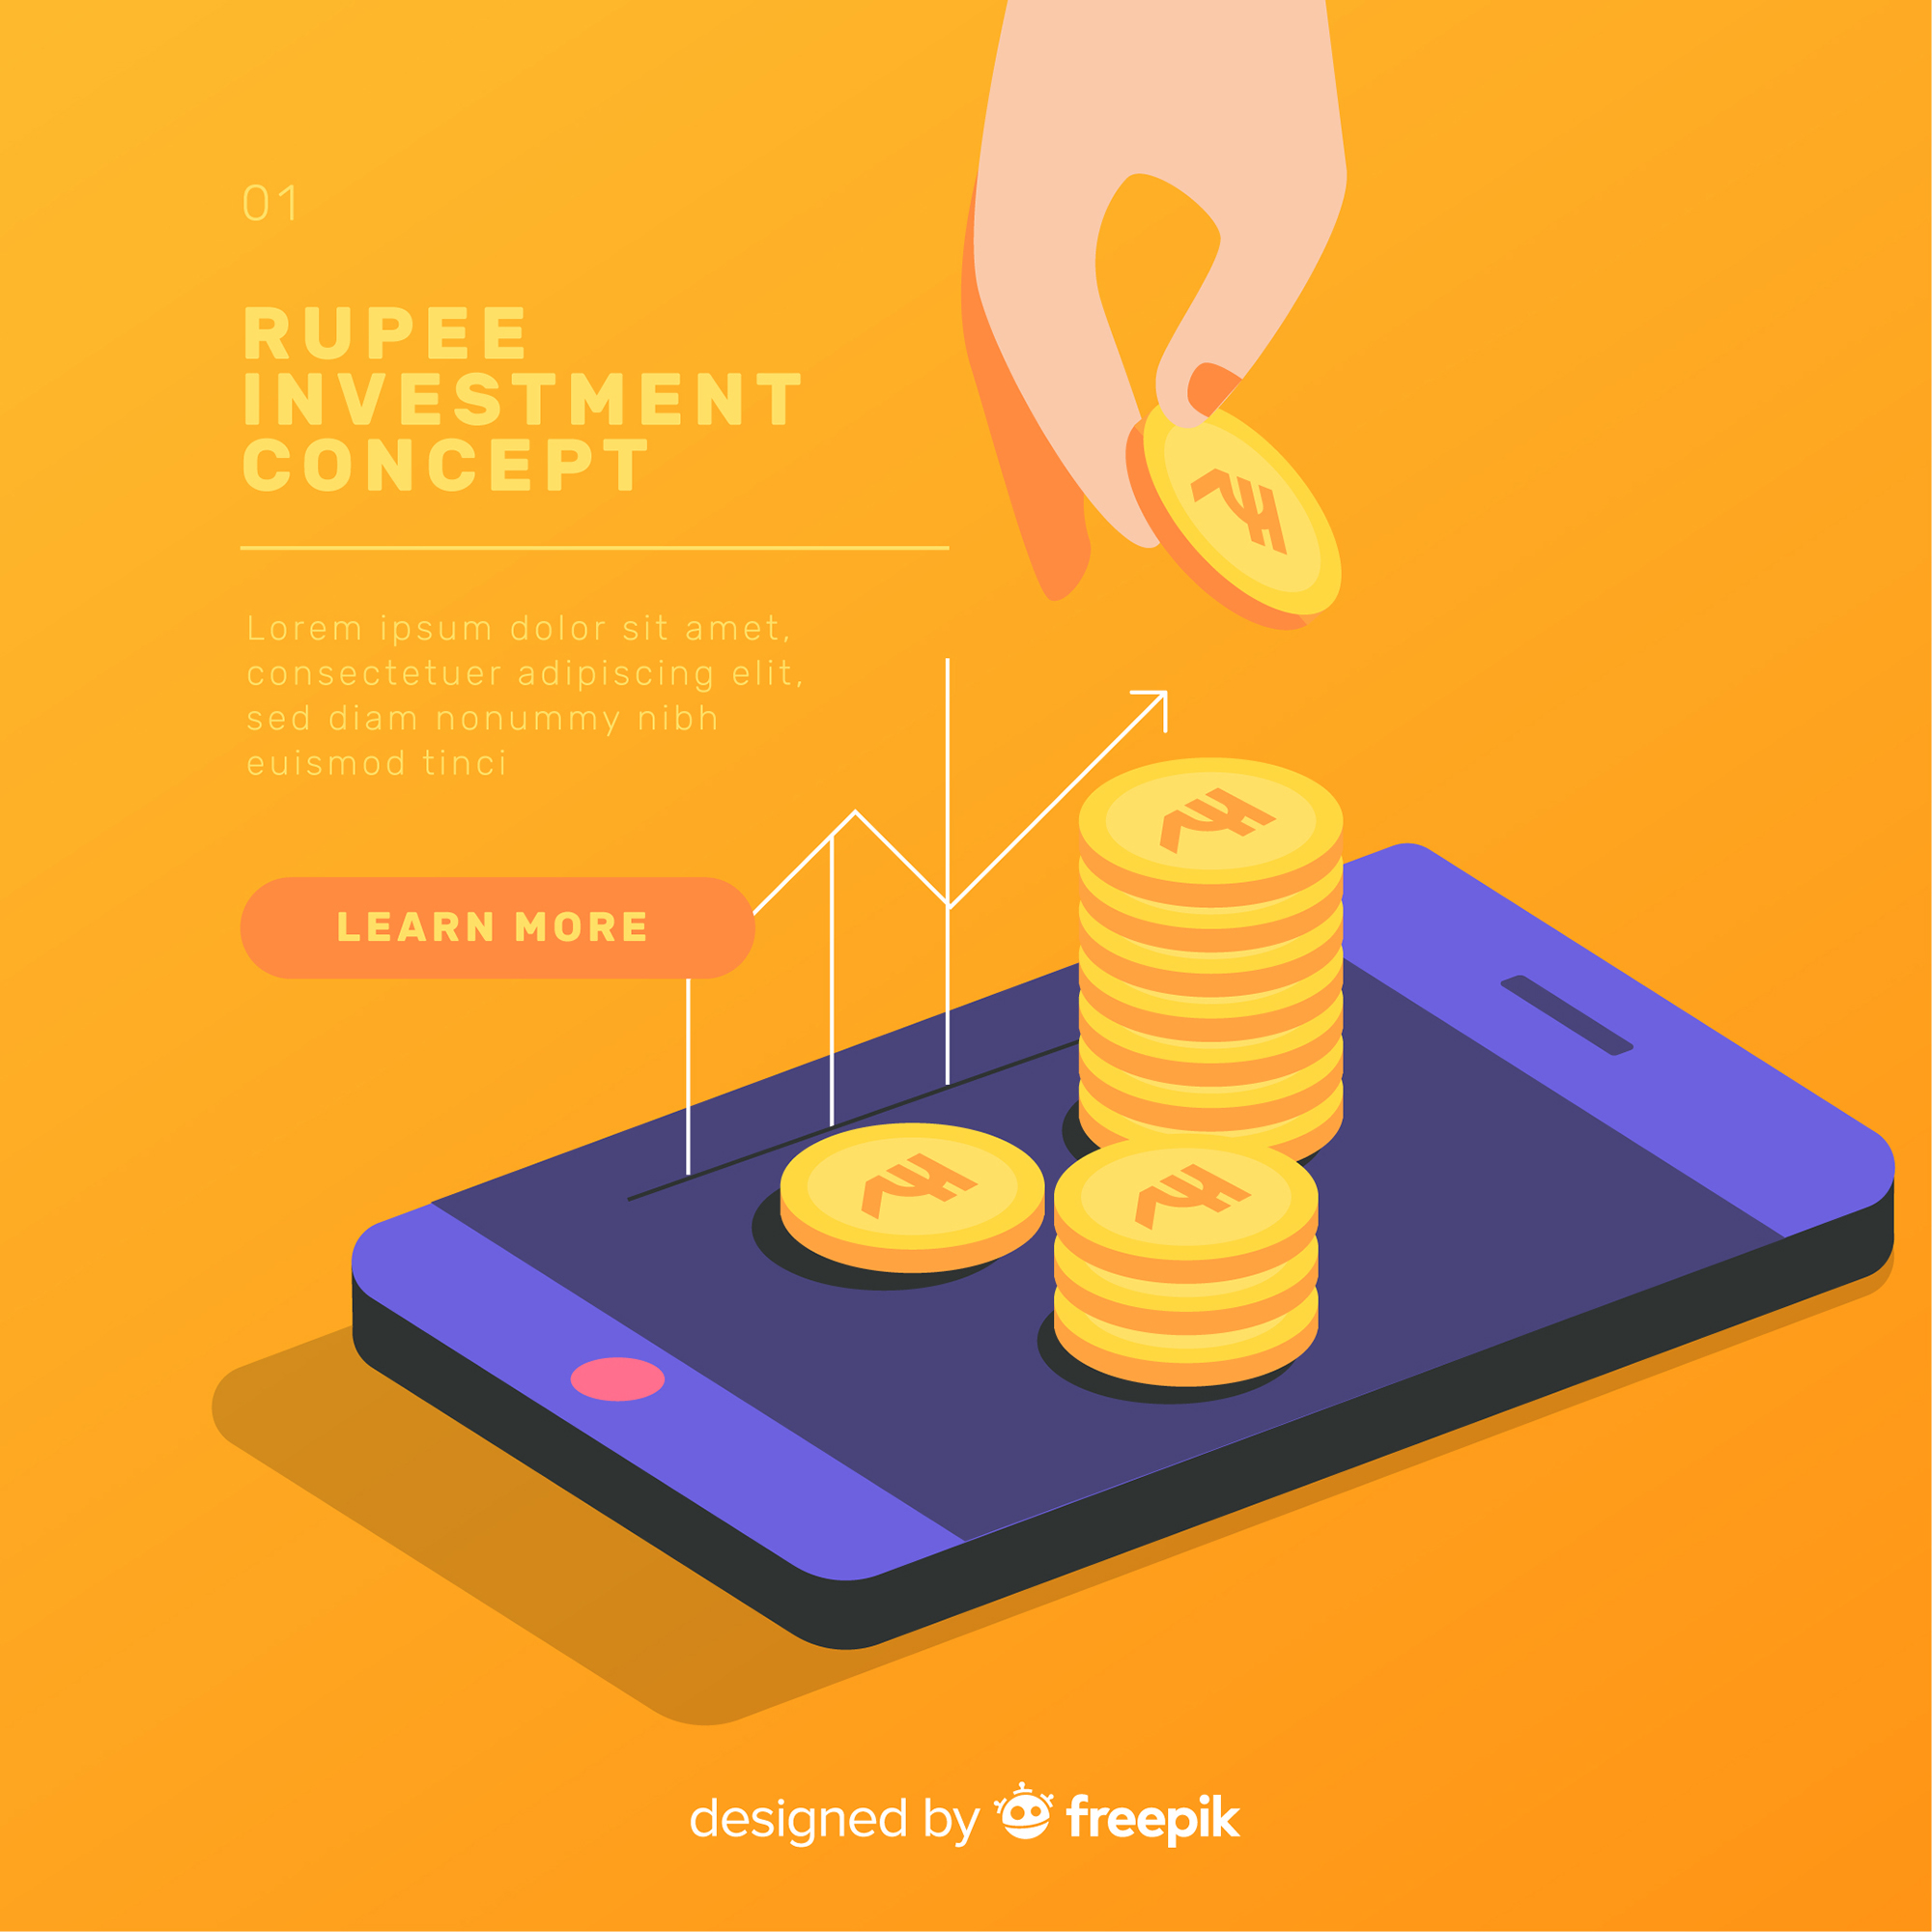 01
RUPEE
INVESTMENT
CONCEPT
Lorem ipsum dolor sit amet,
consectetuer adipiscing elit,
sed diam nonummy nibh
euismod tinci
LEARN MORE
₹
₹
₹
₹
designed by freepik